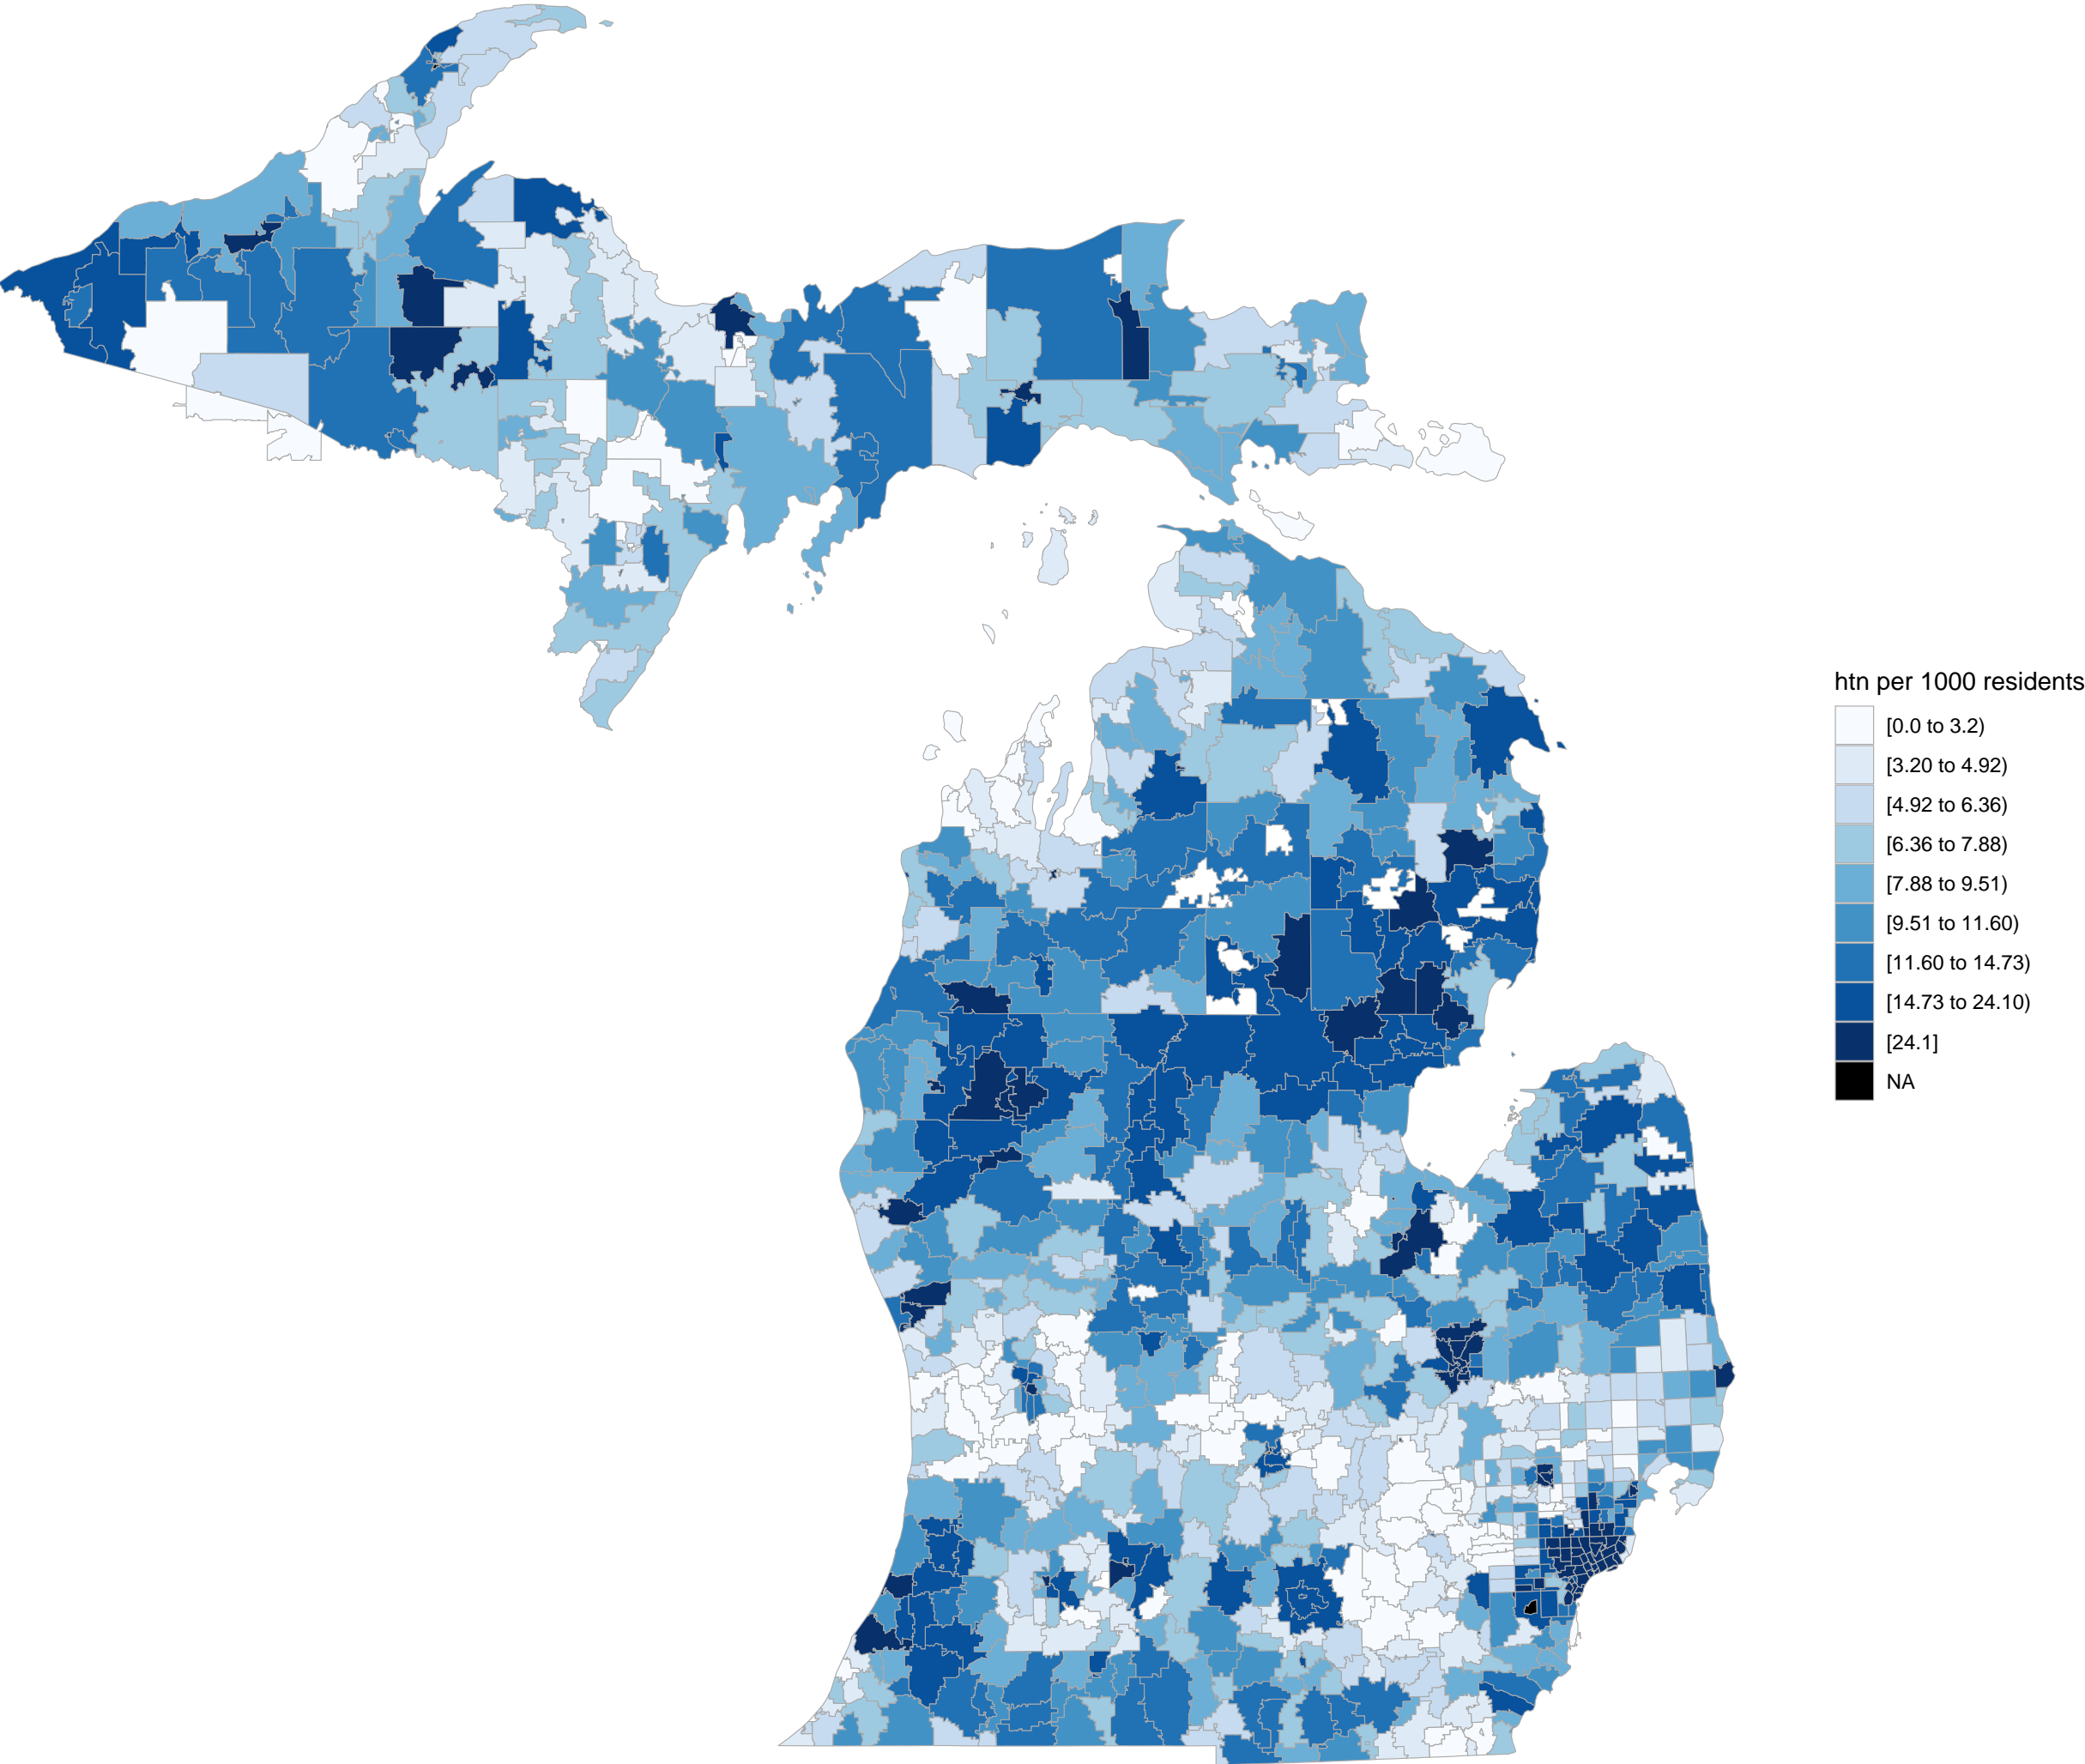 htn per 1000 residents
[0.0 to 3.2)
[3.20 to 4.92)
[4.92 to 6.36)
[6.36 to 7.88)
[7.88 to 9.51)
[9.51 to 11.60)
[11.60 to 14.73)
[14.73 to 24.10)
[24.1]
NA